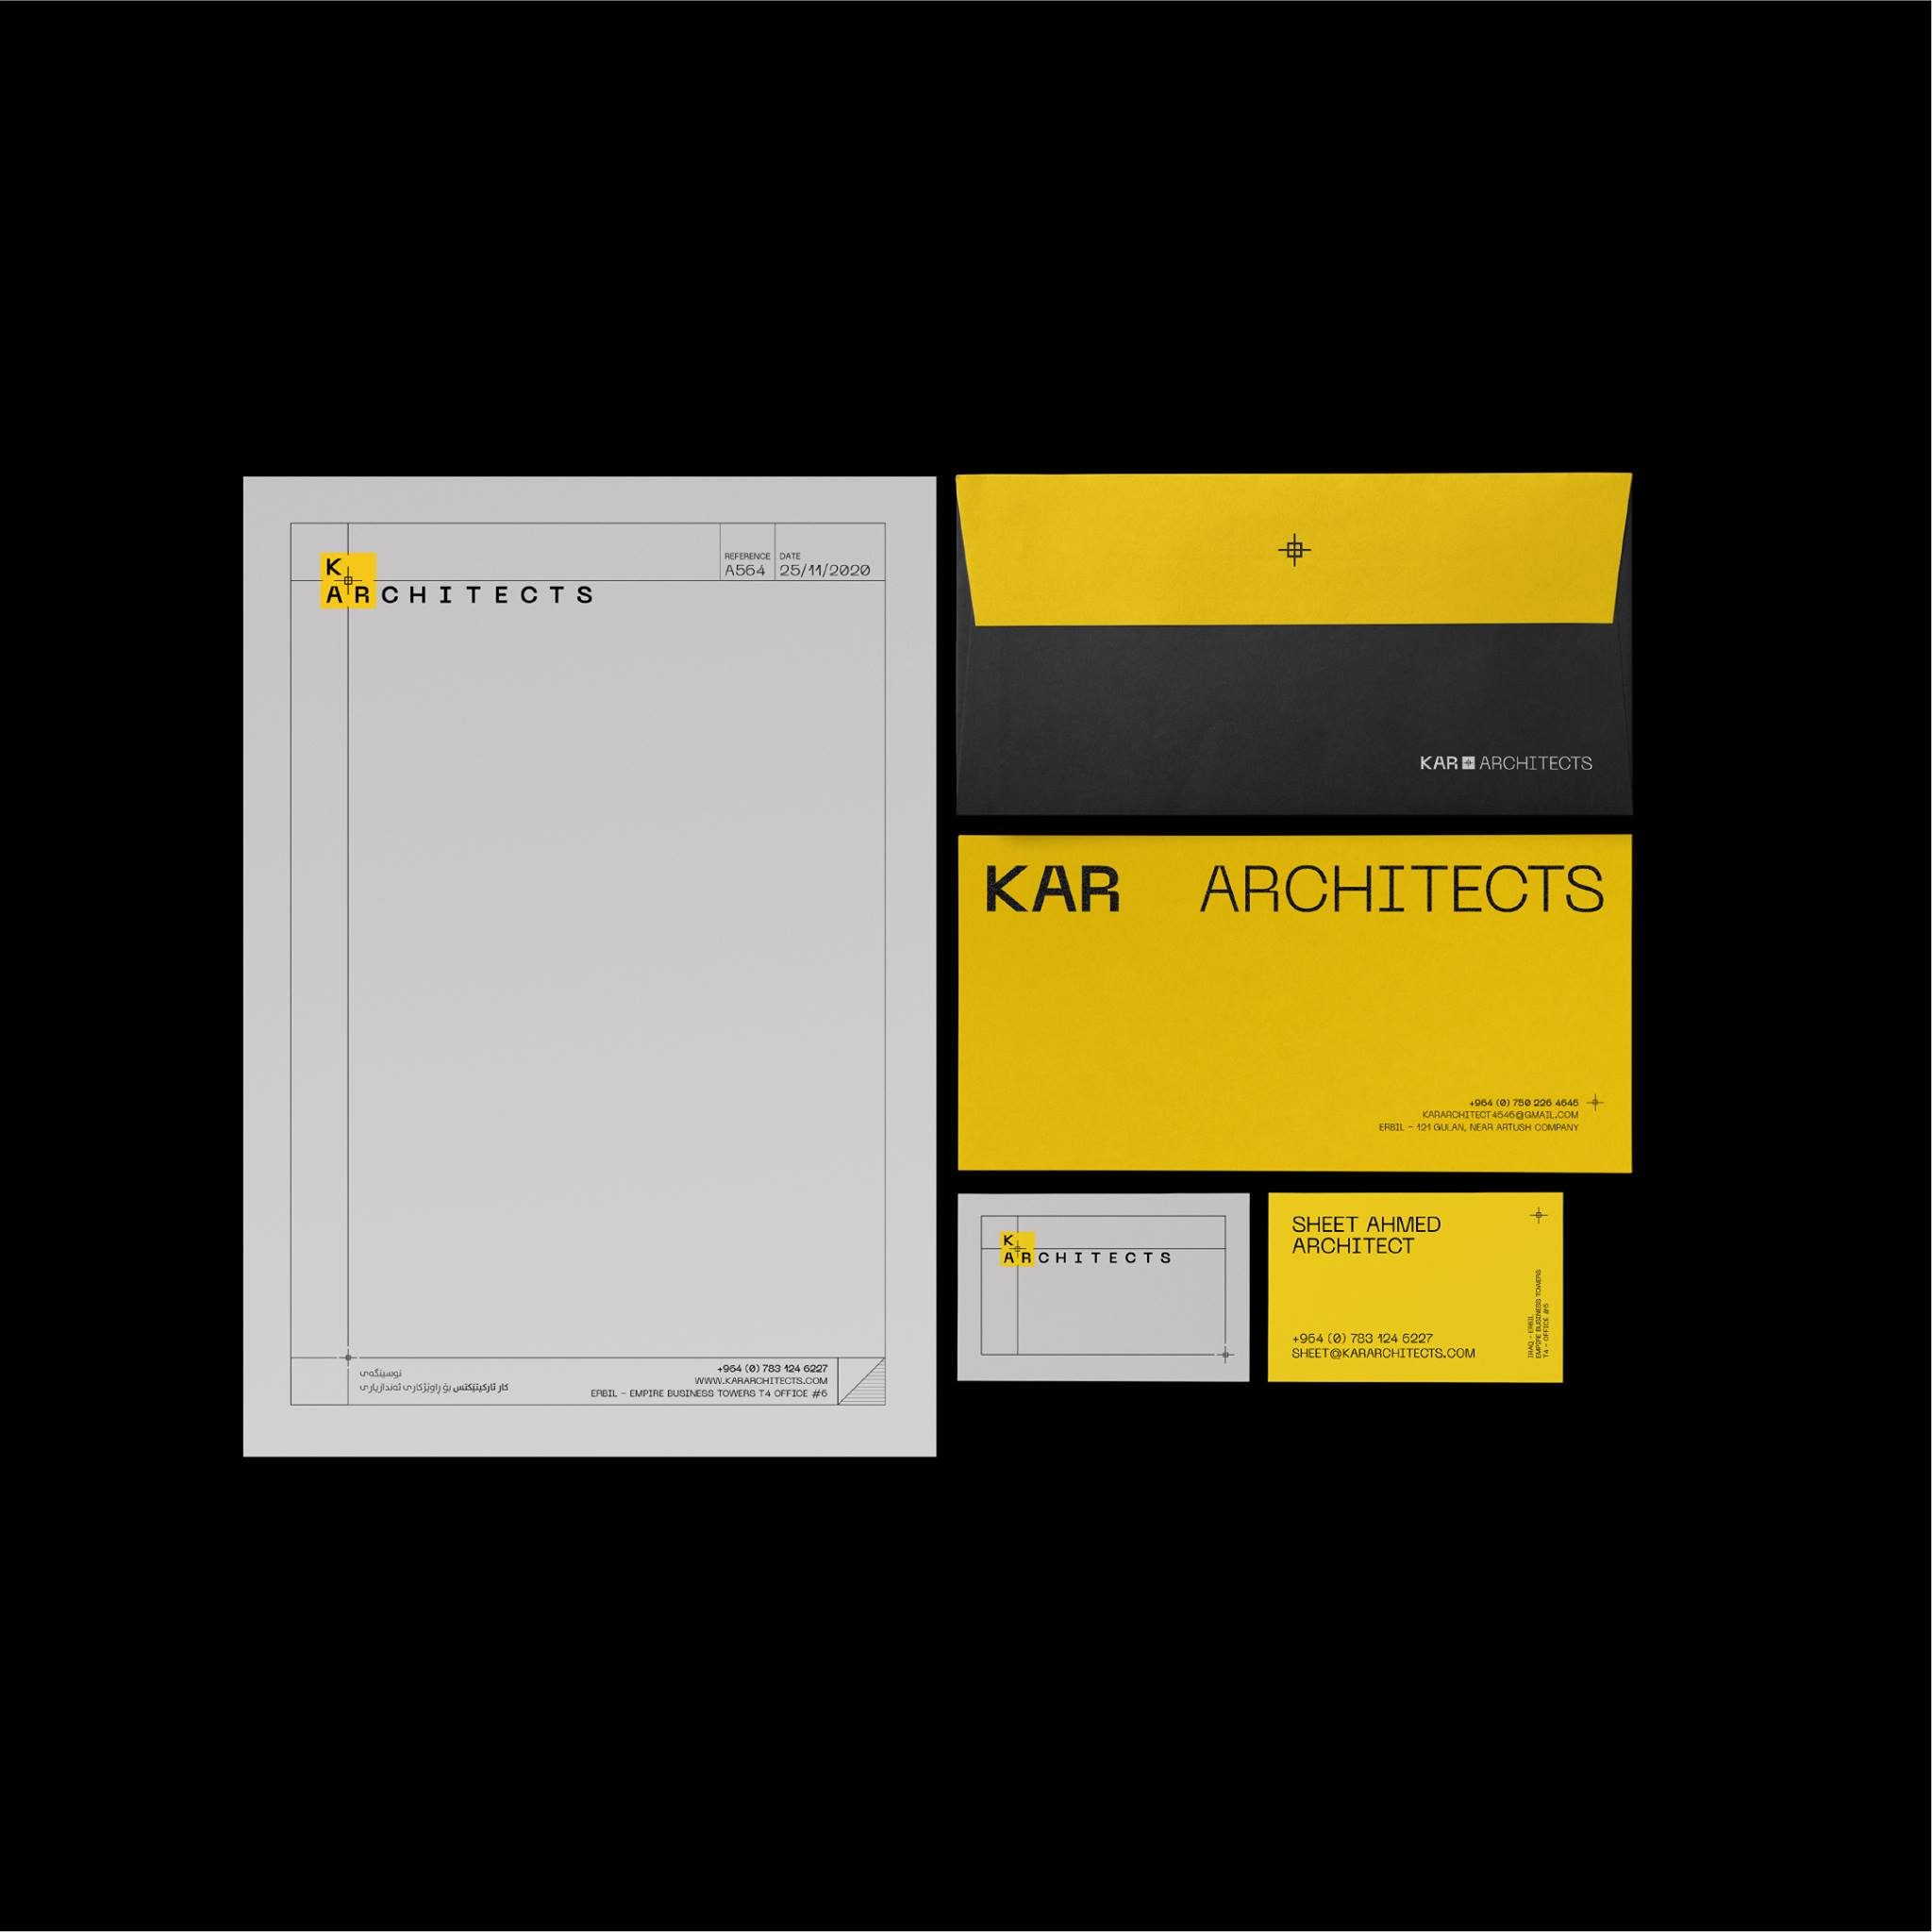 K
ARCHITECTS
REFERENCE
A564
DATE
25/11/2020
نوسینگەی
کار ئارکیتێکتس بۆ ڕاوێژکاری ئەندازیاری
+964 (0) 783 124 6227
WWW.KARARCHITECTS.COM
ERBIL - EMPIRE BUSINESS TOWERS T4 OFFICE #6
KAR ARCHITECTS
KAR ARCHITECTS
+964 (0) 750 226 4646
KARARCHITECT4646@GMAIL.COM
ERBIL - 121 GULAN, NEAR ARTUSH COMPANY
K
ARCHITECTS
SHEET AHMED
ARCHITECT
+964 (0) 783 124 6227
SHEET@KARARCHITECTS.COM
IRAQ - ERBIL
EMPIRE BUSINESS TOWERS
T4 - OFFICE #6